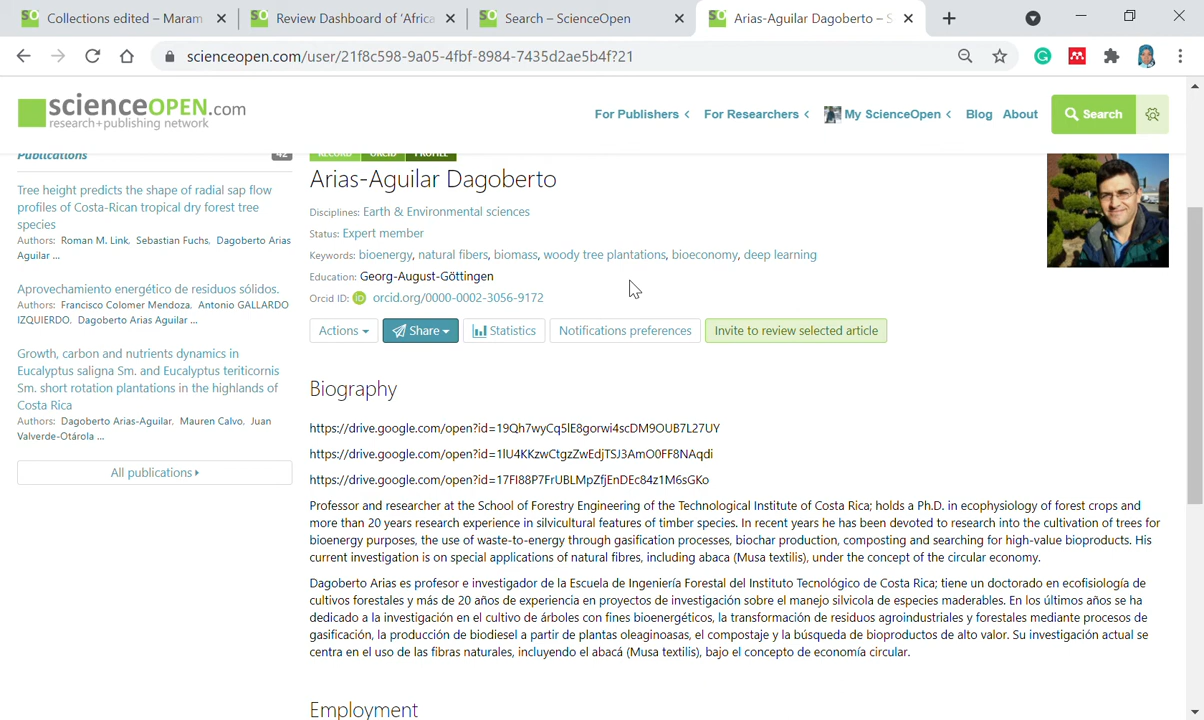 Collections edited – Maram
Review Dashboard of 'Africa
Search – ScienceOpen
Arias-Aguilar Dagoberto – S
scienceopen.com/user/21f8c598-9a05-4fbf-8984-7435d2ae5b4f?21
scienceOPEN.com
research+publishing network
For Publishers
For Researchers
My ScienceOpen
Blog
About
Search
Publications
42
RECORD
ORCID
PROFILE
Tree height predicts the shape of radial sap flow
profiles of Costa-Rican tropical dry forest tree
species
Authors: Roman M. Link, Sebastian Fuchs, Dagoberto Arias
Aguilar ...
Aprovechamiento energético de residuos sólidos.
Authors: Francisco Colomer Mendoza, Antonio GALLARDO
IZQUIERDO, Dagoberto Arias Aguilar ...
Growth, carbon and nutrients dynamics in
Eucalyptus saligna Sm. and Eucalyptus teriticornis
Sm. short rotation plantations in the highlands of
Costa Rica
Authors: Dagoberto Arias-Aguilar, Mauren Calvo, Juan
Valverde-Otárola ...
All publications
Arias-Aguilar Dagoberto
Disciplines: Earth & Environmental sciences
Status: Expert member
Keywords: bioenergy, natural fibers, biomass, woody tree plantations, bioeconomy, deep learning
Education: Georg-August-Göttingen
Orcid ID: iD orcid.org/0000-0002-3056-9172
Actions
Share
Statistics
Notifications preferences
Invite to review selected article
Biography
https://drive.google.com/open?id=19Qh7wyCq5lE8gorwi4scDM9OUB7L27UY
https://drive.google.com/open?id=1lU4KKzwCtgzZwEdjTSJ3AmO0FF8NAqdi
https://drive.google.com/open?id=17FI88P7FrUBLMpZfjEnDEc84z1M6sGKo
Professor and researcher at the School of Forestry Engineering of the Technological Institute of Costa Rica; holds a Ph.D. in ecophysiology of forest crops and
more than 20 years research experience in silvicultural features of timber species. In recent years he has been devoted to research into the cultivation of trees for
bioenergy purposes, the use of waste-to-energy through gasification processes, biochar production, composting and searching for high-value bioproducts. His
current investigation is on special applications of natural fibres, including abaca (Musa textilis), under the concept of the circular economy.
Dagoberto Arias es profesor e investigador de la Escuela de Ingeniería Forestal del Instituto Tecnológico de Costa Rica; tiene un doctorado en ecofisiología de
cultivos forestales y más de 20 años de experiencia en proyectos de investigación sobre el manejo silvicola de especies maderables. En los últimos años se ha
dedicado a la investigación en el cultivo de árboles con fines bioenergéticos, la transformación de residuos agroindustriales y forestales mediante procesos de
gasificación, la producción de biodiesel a partir de plantas oleaginoasas, el compostaje y la búsqueda de bioproductos de alto valor. Su investigación actual se
centra en el uso de las fibras naturales, incluyendo el abacá (Musa textilis), bajo el concepto de economía circular.
Employment